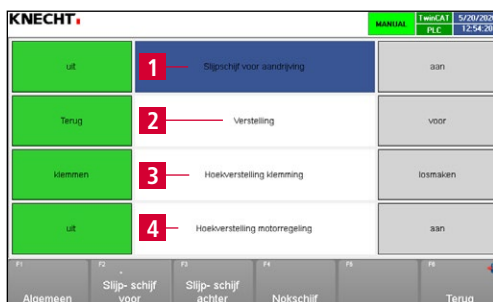 KNECHT
MANUAL TwinCAT 5/20/202
PLC 12:54:20
uit 1 Slijpschijf voor aandrijving aan
Terug 2 Verstelling voor
klemmen 3 Hoekverstelling klemming losmaken
uit 4 Hoekverstelling motorregeling aan
F1 F2 F3 F4 F5 F6
Algemeen Slijp- schijf voor Slijp- schijf achter Nokschijf Terug